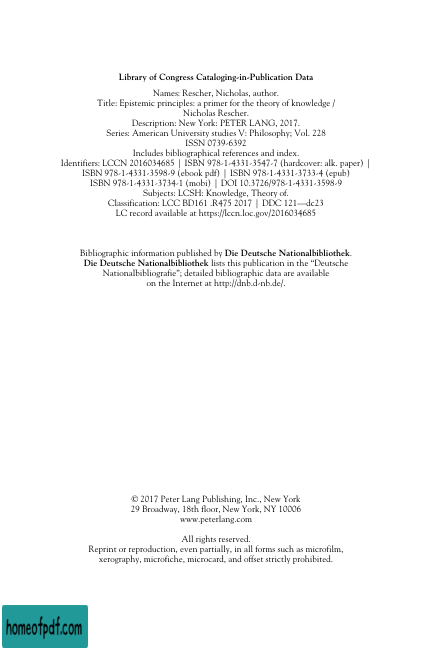 Library of Congress Cataloging-in-Publication Data
Names: Rescher, Nicholas, author.
Title: Epistemic principles: a primer for the theory of knowledge /
Nicholas Rescher.
Description: New York: PETER LANG, 2017.
Series: American University studies V: Philosophy; Vol. 228
ISSN 0739-6392
Includes bibliographical references and index.
Identifiers: LCCN 2016034685 | ISBN 978-1-4331-3547-7 (hardcover: alk. paper) |
ISBN 978-1-4331-3598-9 (ebook pdf) | ISBN 978-1-4331-3733-4 (epub)
ISBN 978-1-4331-3734-1 (mobi) | DOI 10.3726/978-1-4331-3598-9
Subjects: LCSH: Knowledge, Theory of.
Classification: LCC BD161 .R475 2017 | DDC 121—dc23
LC record available at https://lccn.loc.gov/2016034685
Bibliographic information published by Die Deutsche Nationalbibliothek.
Die Deutsche Nationalbibliothek lists this publication in the “Deutsche
Nationalbibliografie”; detailed bibliographic data are available
on the Internet at http://dnb.d-nb.de/.
© 2017 Peter Lang Publishing, Inc., New York
29 Broadway, 18th floor, New York, NY 10006
www.peterlang.com
All rights reserved.
Reprint or reproduction, even partially, in all forms such as microfilm,
xerography, microfiche, microcard, and offset strictly prohibited.
homeofpdf.com